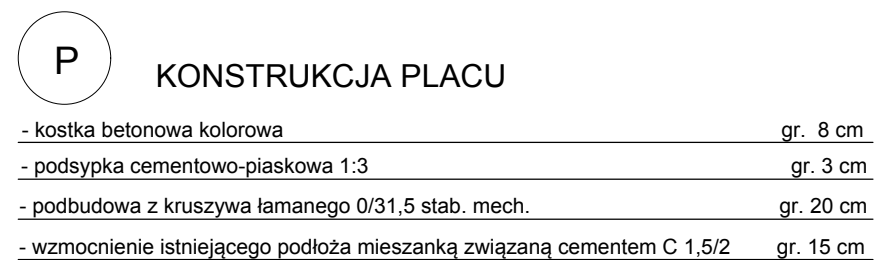 P
KONSTRUKCJA PLACU
- kostka betonowa kolorowa gr. 8 cm
- podsypka cementowo-piaskowa 1:3 gr. 3 cm
- podbudowa z kruszywa łamanego 0/31,5 stab. mech. gr. 20 cm
- wzmocnienie istniejącego podłoża mieszanką związaną cementem C 1,5/2 gr. 15 cm